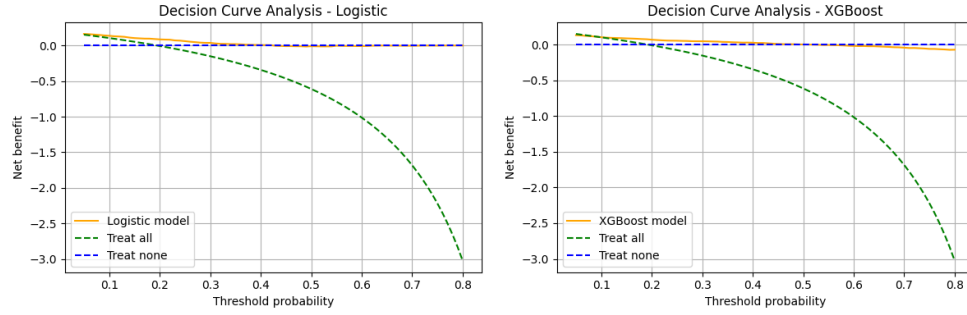 Decision Curve Analysis - Logistic
0.0
−0.5
−1.0
−1.5
−2.0
−2.5
−3.0
Net benefit
Logistic model
Treat all
Treat none
0.1 0.2 0.3 0.4 0.5 0.6 0.7 0.8
Threshold probability
Decision Curve Analysis - XGBoost
0.0
−0.5
−1.0
−1.5
−2.0
−2.5
−3.0
Net benefit
XGBoost model
Treat all
Treat none
0.1 0.2 0.3 0.4 0.5 0.6 0.7 0.8
Threshold probability